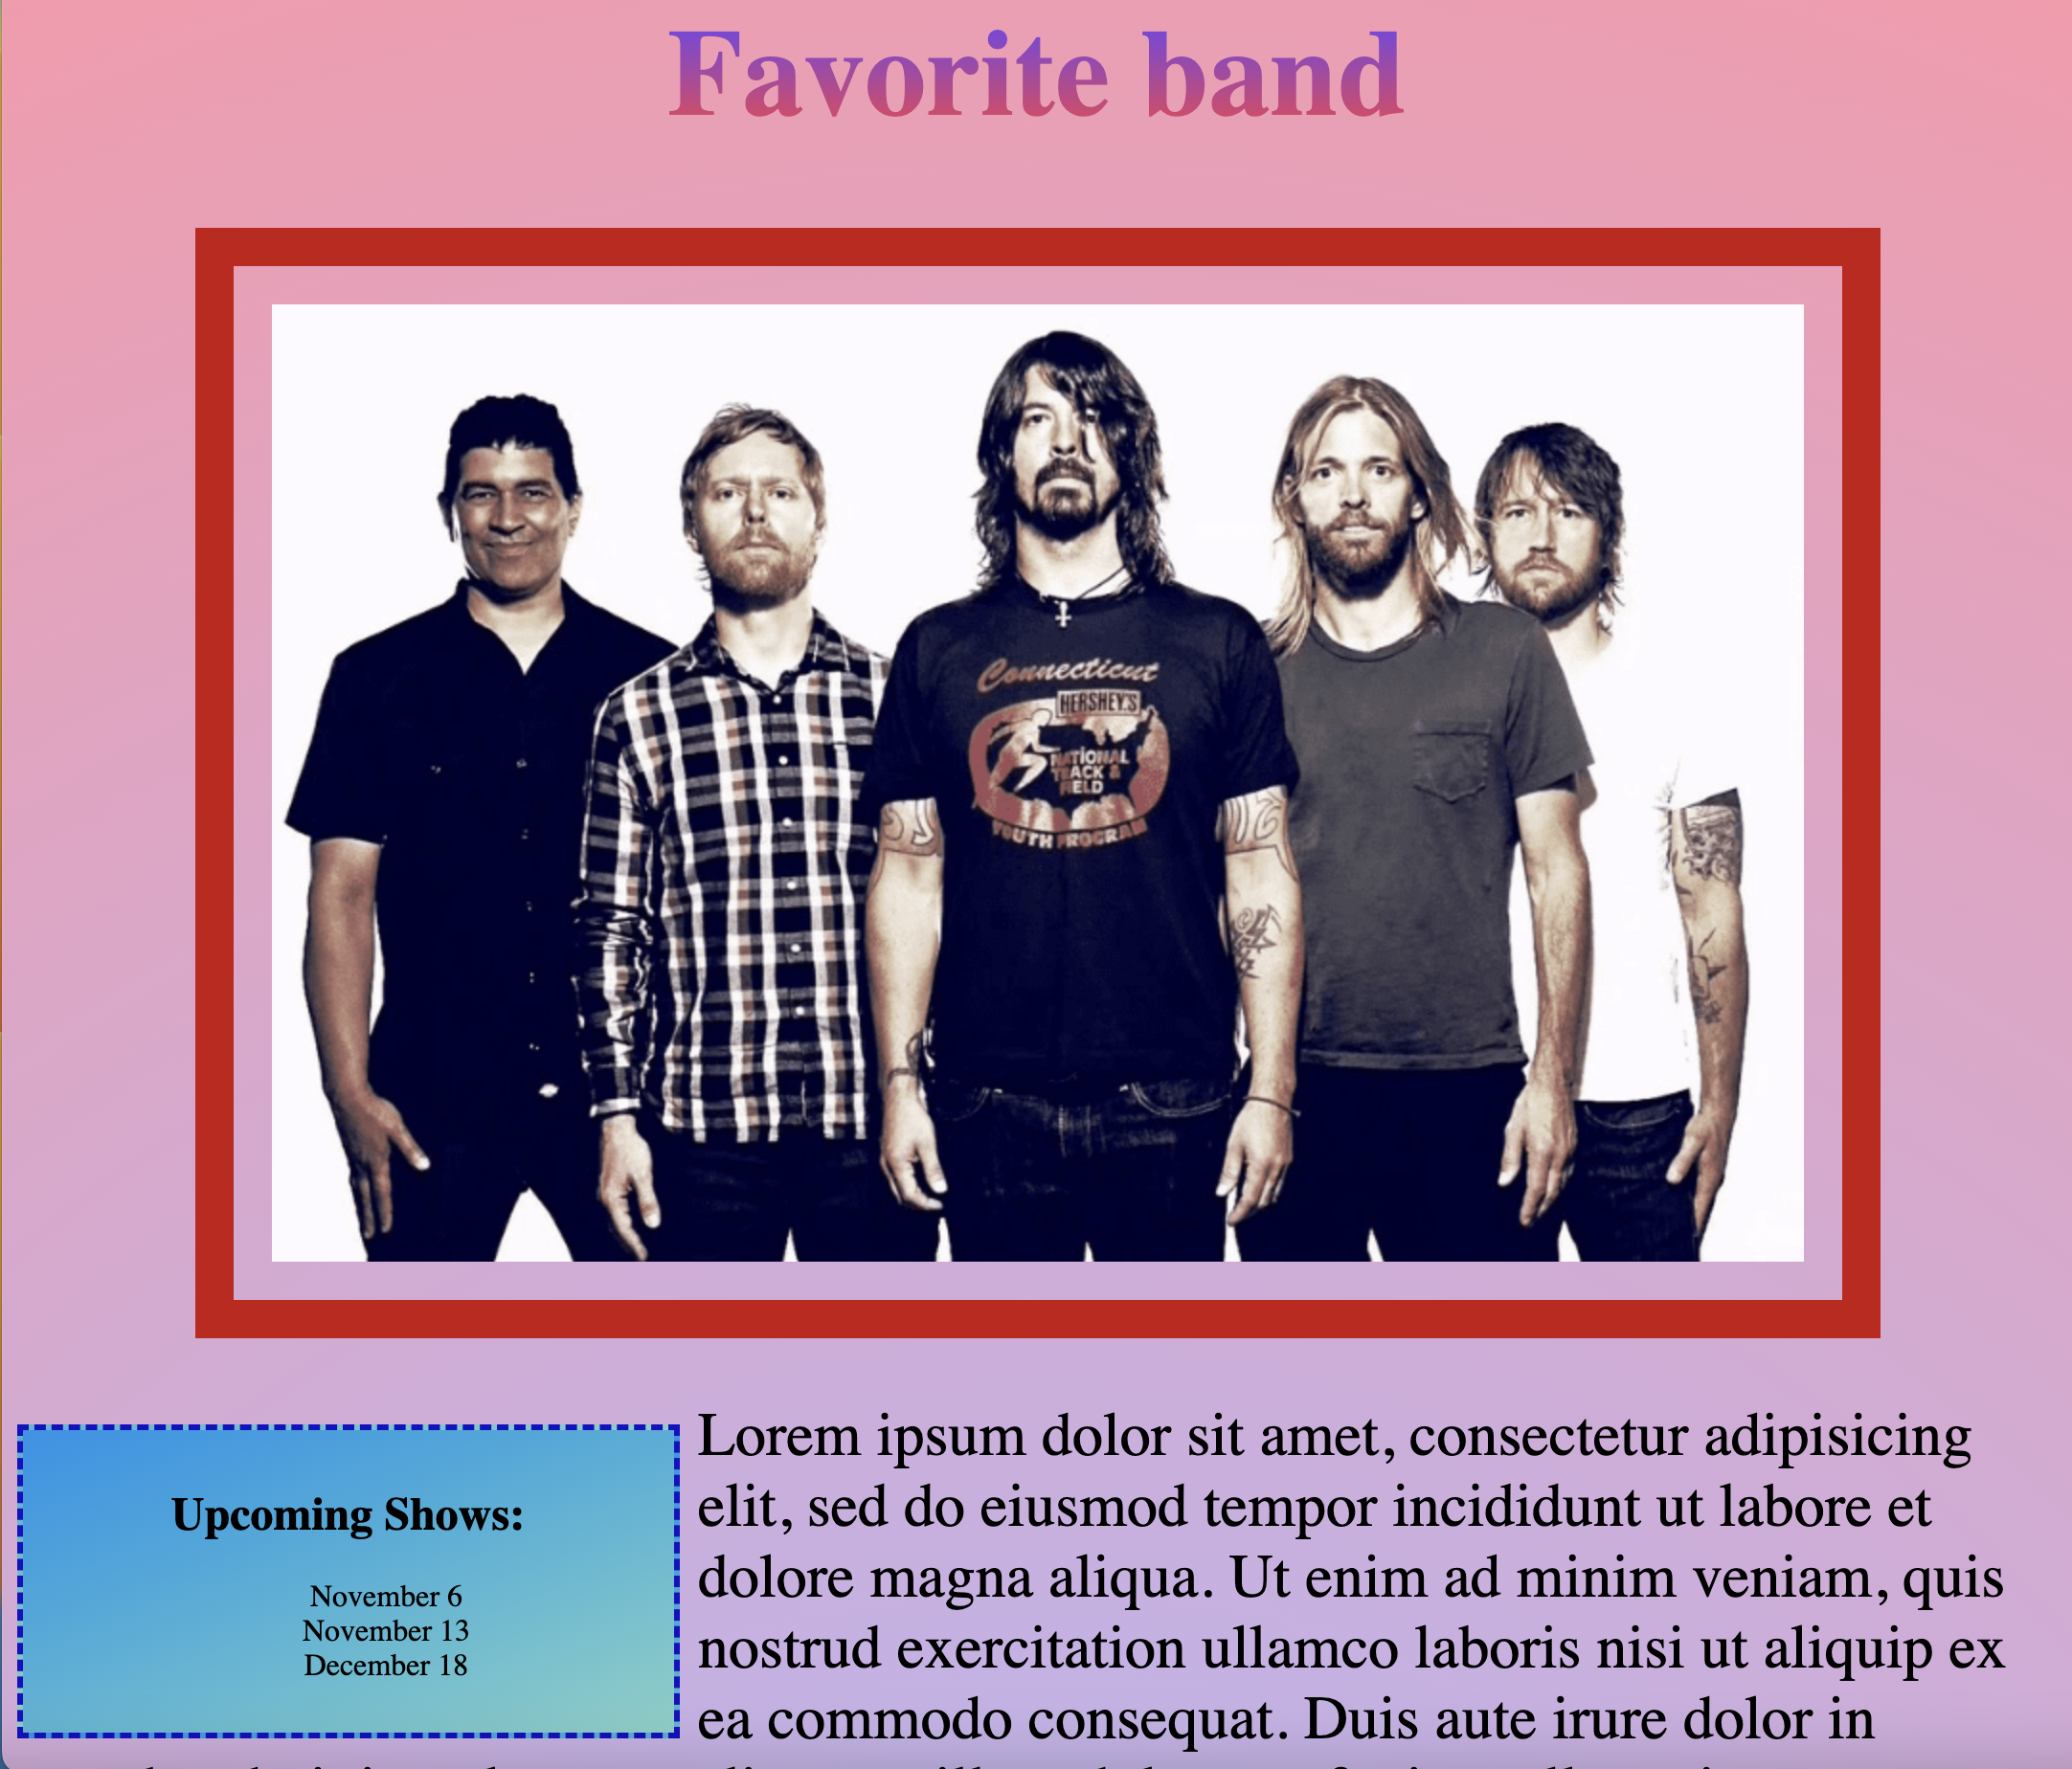 Favorite band
Connecticut
HERSHEY'S
NATIONAL
TRACK &
FIELD
YOUTH PROGRAM
Upcoming Shows:
November 6
November 13
December 18
Lorem ipsum dolor sit amet, consectetur adipisicing
elit, sed do eiusmod tempor incididunt ut labore et
dolore magna aliqua. Ut enim ad minim veniam, quis
nostrud exercitation ullamco laboris nisi ut aliquip ex
ea commodo consequat. Duis aute irure dolor in